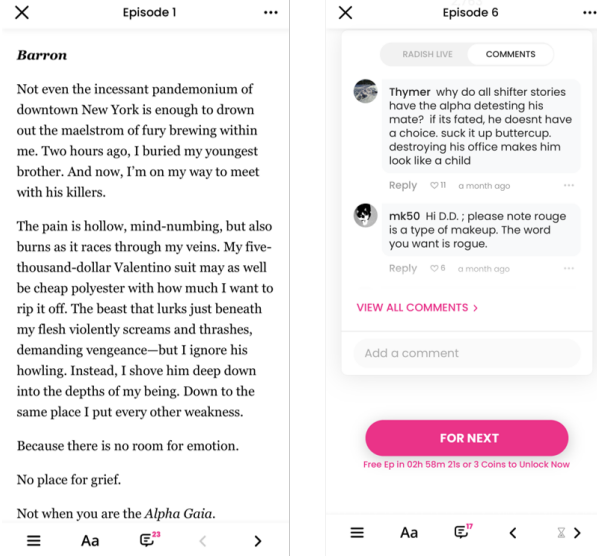 Episode 1
Barron
Not even the incessant pandemonium of
downtown New York is enough to drown
out the maelstrom of fury brewing within
me. Two hours ago, I buried my youngest
brother. And now, I'm on my way to meet
with his killers.
The pain is hollow, mind-numbing, but also
burns as it races through my veins. My five-
thousand-dollar Valentino suit may as well
be cheap polyester with how much I want to
rip it off. The beast that lurks just beneath
my flesh violently screams and thrashes,
demanding vengeance—but I ignore his
howling. Instead, I shove him deep down
into the depths of my being. Down to the
same place I put every other weakness.
Because there is no room for emotion.
No place for grief.
Not when you are the Alpha Gaia.
Aa
23
Episode 6
RADISH LIVE
COMMENTS
Thymer why do all shifter stories
have the alpha detesting his
mate? if its fated, he doesnt have
a choice. suck it up buttercup.
destroying his office makes him
look like a child
Reply 11 a month ago
mk50 Hi D.D. ; please note rouge
is a type of makeup. The word
you want is rogue.
Reply 6 a month ago
VIEW ALL COMMENTS >
Add a comment
FOR NEXT
Free Ep in 02h 58m 21s or 3 Coins to Unlock Now
Aa
17